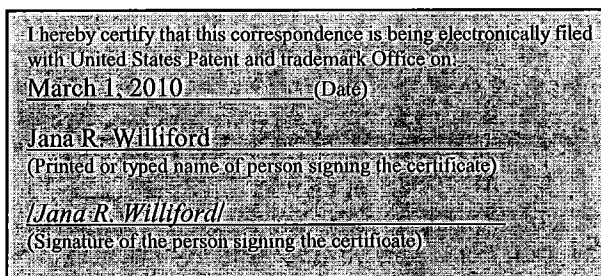 I hereby certify that this correspondence is being electronically filed
with United States Patent and trademark Office on:
March 1, 2010 (Date)
Jana R. Williford
(Printed or typed name of person signing the certificate)
/Jana R. Williford/
(Signature of the person signing the certificate)